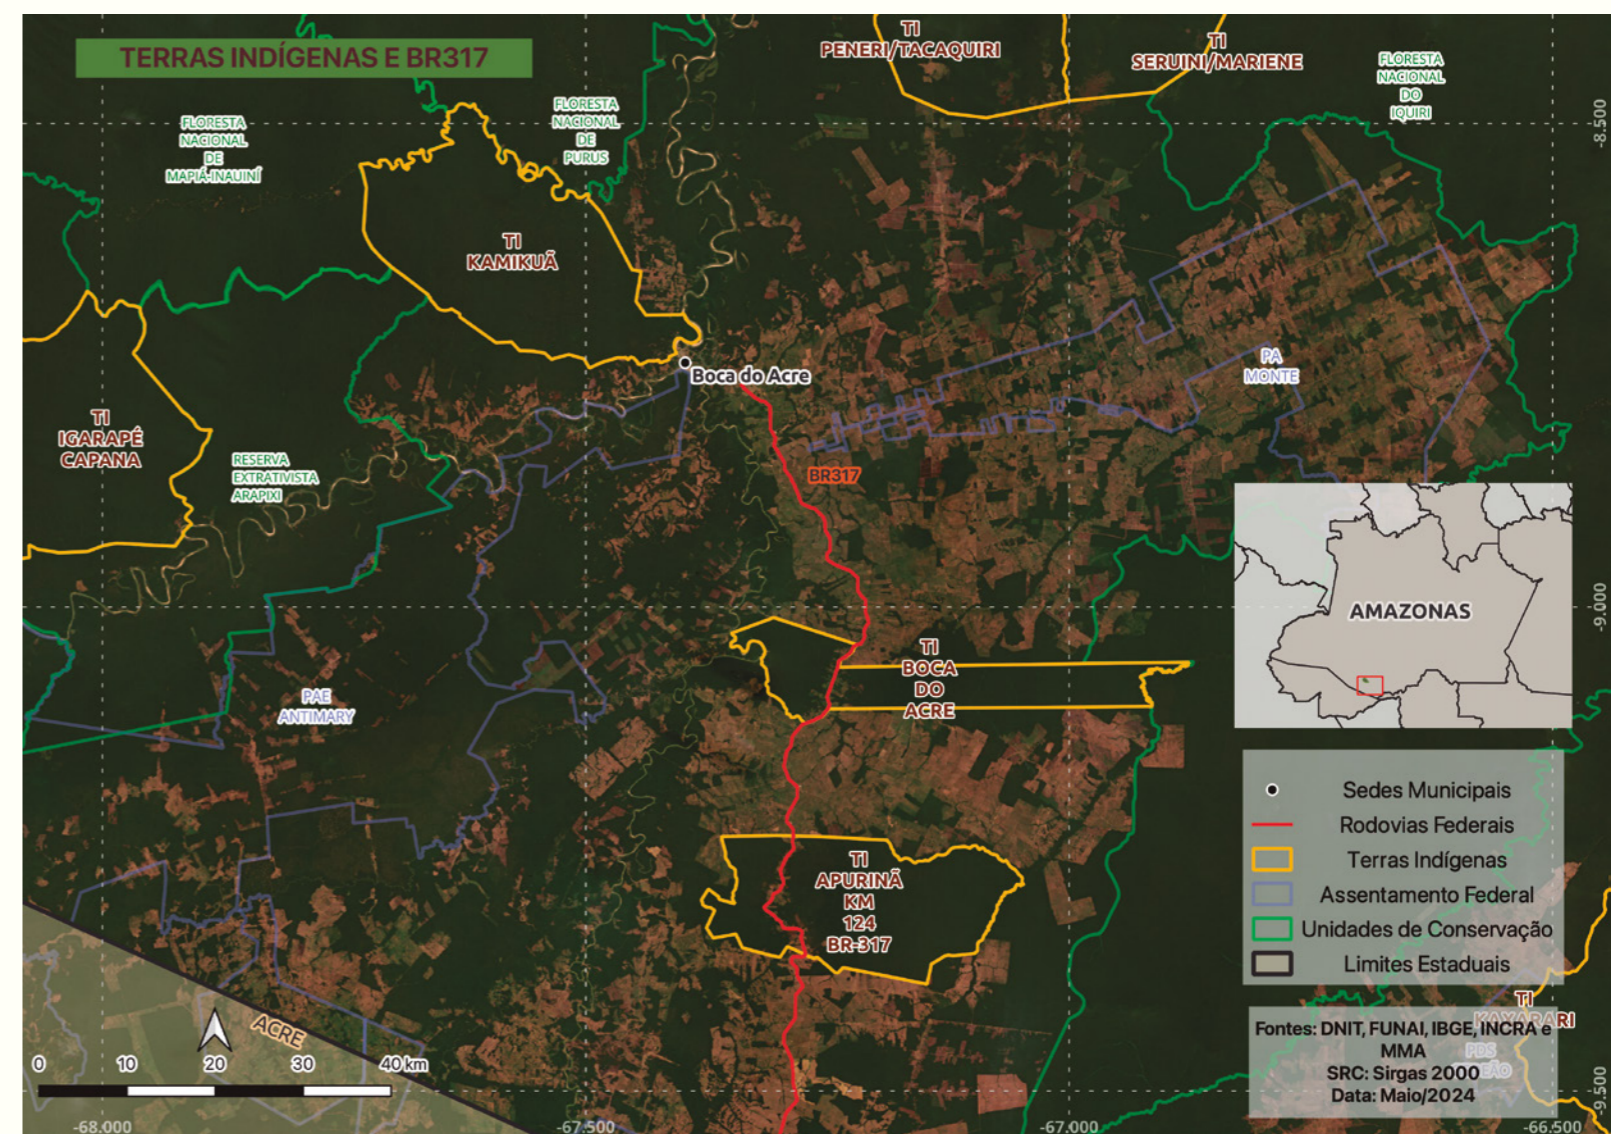 TERRAS INDÍGENAS E BR317
TI
PENERI/TACAQUIRI
TI
SERUINI/MARIENE
FLORESTA
NACIONAL
DO
IQUIRI
FLORESTA
NACIONAL
DE
MAPIÁ-INAUINÍ
FLORESTA
NACIONAL
DE
PURUS
-8.500
TI
KAMIKUÃ
Boca do Acre
PA
MONTE
TI
IGARAPÉ
CAPANA
RESERVA
EXTRATIVISTA
ARAPIXI
BR317
AMAZONAS
-9.000
TI
BOCA
DO
ACRE
PAE
ANTIMARY
Sedes Municipais
Rodovias Federais
Terras Indígenas
Assentamento Federal
Unidades de Conservação
Limites Estaduais
TI
APURINÃ
KM
124
BR-317
TI
KAXARARI
Fontes: DNIT, FUNAI, IBGE, INCRA e
MMA
SRC: Sirgas 2000
Data: Maio/2024
PDS
ACRE
0 10 20 30 40 km
-9.500
-68.000 -67.500 -67.000 -66.500